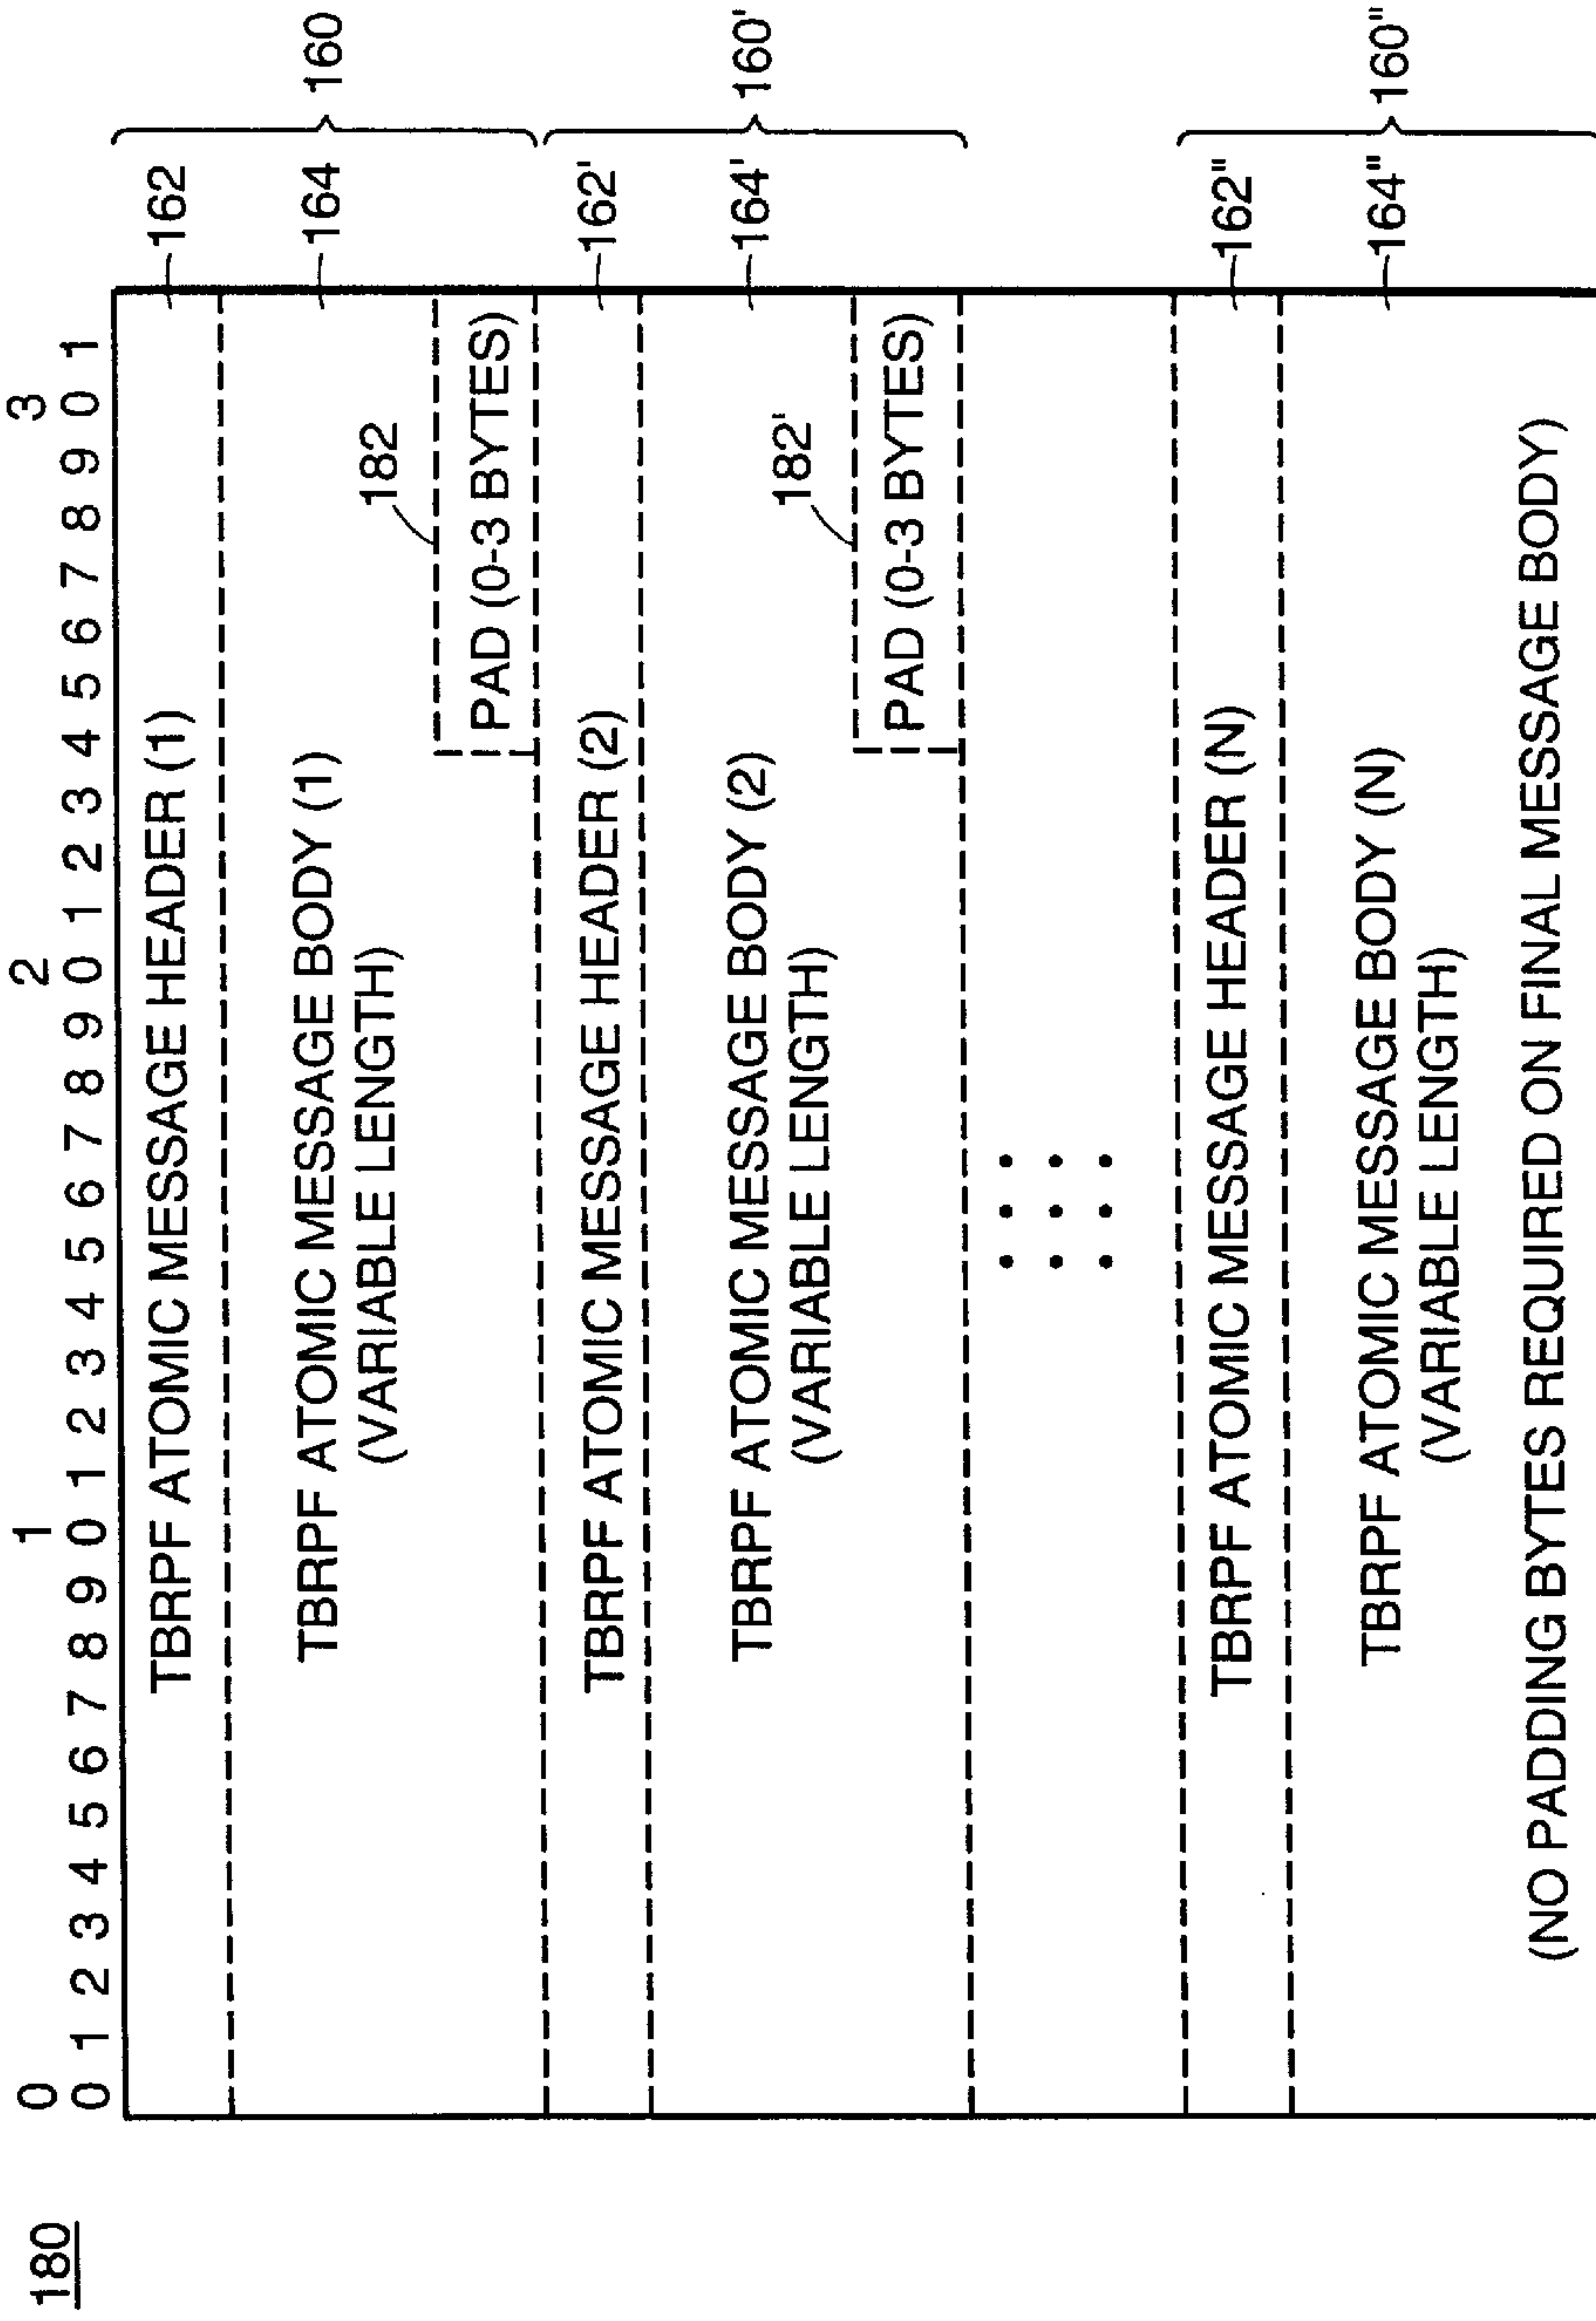 180
0 1 2 3
0 1 2 3 4 5 6 7 8 9 0 1 2 3 4 5 6 7 8 9 0 1 2 3 4 5 6 7 8 9 0 1
TBRPF ATOMIC MESSAGE HEADER (1)
162
TBRPF ATOMIC MESSAGE BODY (1)
(VARIABLE LENGTH)
164
160
182
PAD (0-3 BYTES)
TBRPF ATOMIC MESSAGE HEADER (2)
162'
TBRPF ATOMIC MESSAGE BODY (2)
(VARIABLE LENGTH)
164'
160'
182'
PAD (0-3 BYTES)
TBRPF ATOMIC MESSAGE HEADER (N)
162"
TBRPF ATOMIC MESSAGE BODY (N)
(VARIABLE LENGTH)
164"
160"
(NO PADDING BYTES REQUIRED ON FINAL MESSAGE BODY)